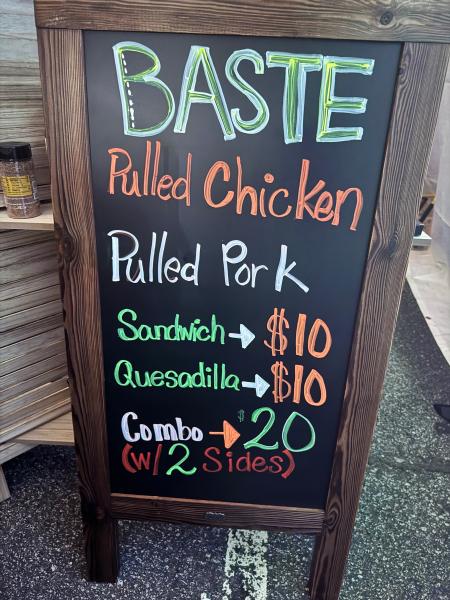 BASTE
Pulled Chicken
Pulled Pork
Sandwich → $10
Quesadilla → $10
Combo → $20
(w/ 2 Sides)